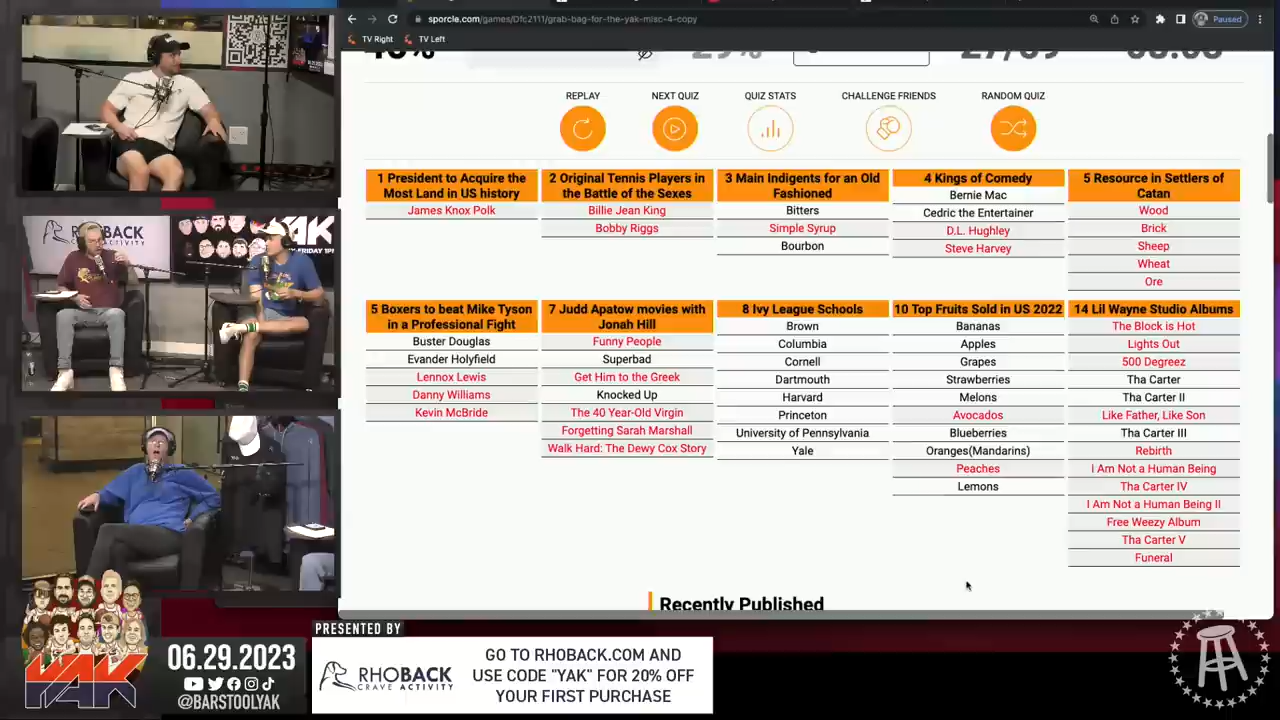 sporcle.com/games/Dfc2111/grab-bag-for-the-yak-misc-4-copy
Paused
TV Right
TV Left
REPLAY
NEXT QUIZ
QUIZ STATS
CHALLENGE FRIENDS
RANDOM QUIZ
1 President to Acquire the
Most Land in US history
James Knox Polk
2 Original Tennis Players in
the Battle of the Sexes
Billie Jean King
Bobby Riggs
3 Main Indigents for an Old
Fashioned
Bitters
Simple Syrup
Bourbon
4 Kings of Comedy
Bernie Mac
Cedric the Entertainer
D.L. Hughley
Steve Harvey
5 Resource in Settlers of
Catan
Wood
Brick
Sheep
Wheat
Ore
5 Boxers to beat Mike Tyson
in a Professional Fight
Buster Douglas
Evander Holyfield
Lennox Lewis
Danny Williams
Kevin McBride
7 Judd Apatow movies with
Jonah Hill
Funny People
Superbad
Get Him to the Greek
Knocked Up
The 40 Year-Old Virgin
Forgetting Sarah Marshall
Walk Hard: The Dewy Cox Story
8 Ivy League Schools
Brown
Columbia
Cornell
Dartmouth
Harvard
Princeton
University of Pennsylvania
Yale
10 Top Fruits Sold in US 2022
Bananas
Apples
Grapes
Strawberries
Melons
Avocados
Blueberries
Oranges(Mandarins)
Peaches
Lemons
14 Lil Wayne Studio Albums
The Block is Hot
Lights Out
500 Degreez
Tha Carter
Tha Carter II
Like Father, Like Son
Tha Carter III
Rebirth
I Am Not a Human Being
Tha Carter IV
I Am Not a Human Being II
Free Weezy Album
Tha Carter V
Funeral
Recently Published
RHOBACK
CRAVE ACTIVITY
YAK
PRESENTED BY
YAK
06.29.2023
@BARSTOOLYAK
RHOBACK
CRAVE ACTIVITY
GO TO RHOBACK.COM AND
USE CODE "YAK" FOR 20% OFF
YOUR FIRST PURCHASE